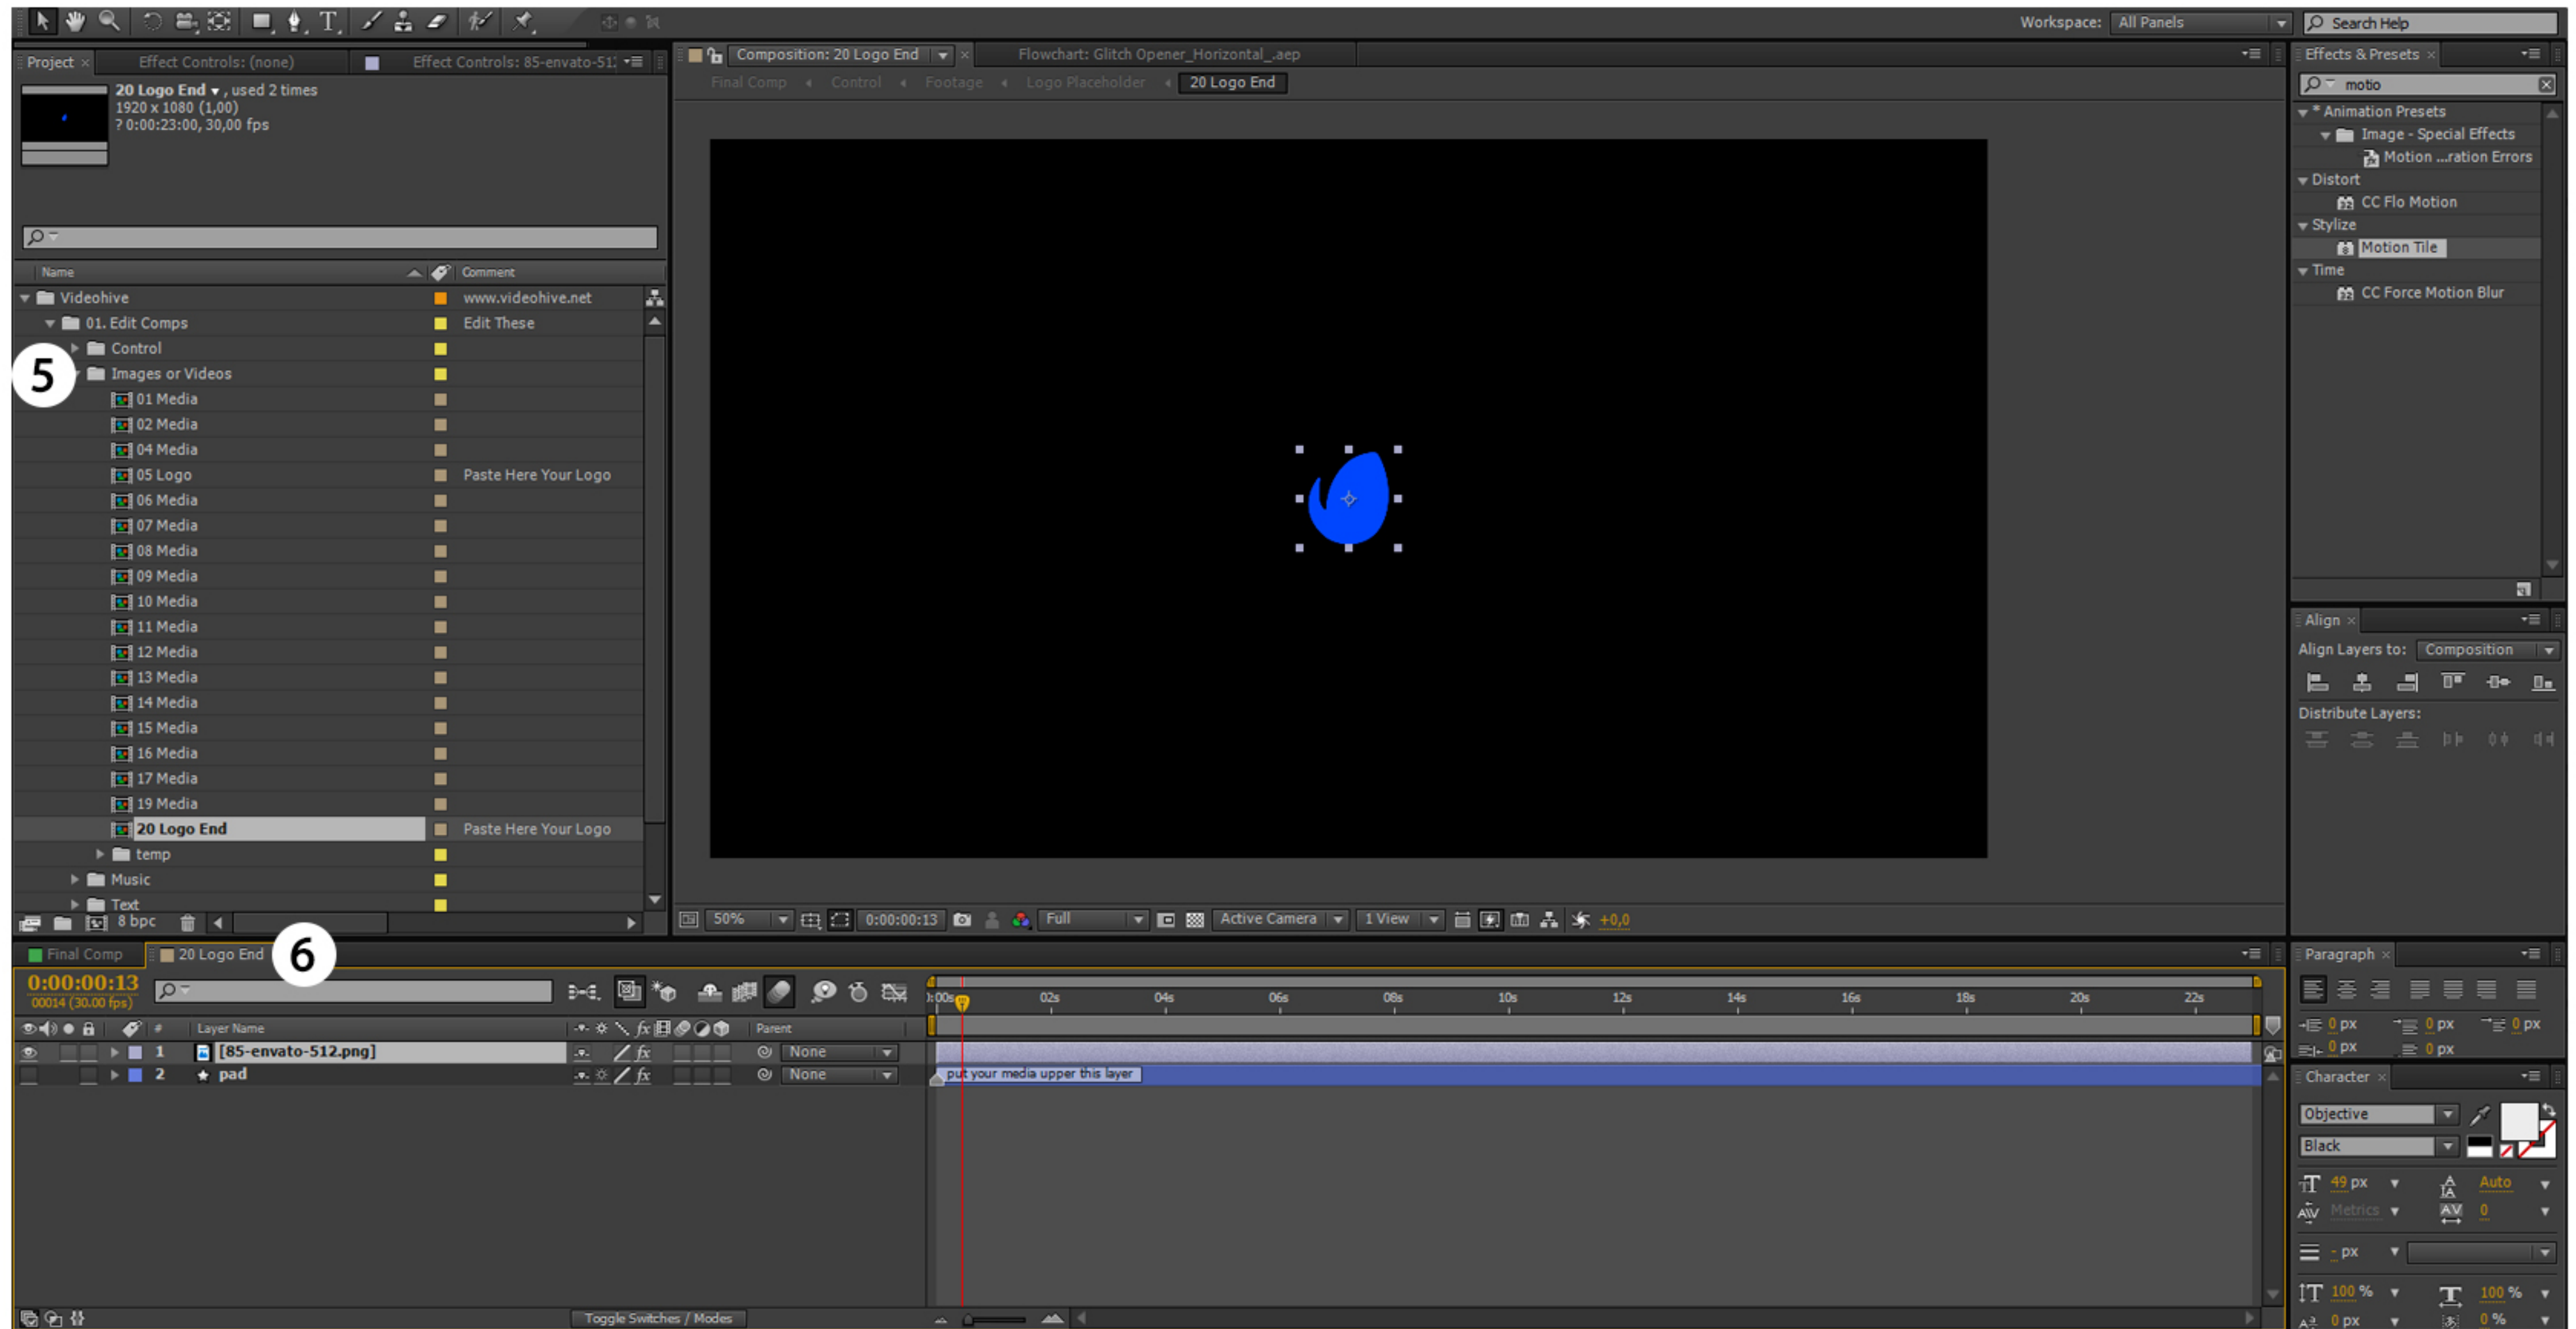 Workspace: All Panels
Search Help
Project
Effect Controls: (none)
Effect Controls: 85-envato-51
20 Logo End , used 2 times
1920 x 1080 (1,00)
? 0:00:23:00, 30,00 fps
Name
Comment
Videohive
www.videohive.net
01. Edit Comps
Edit These
Control
5
Images or Videos
01 Media
02 Media
04 Media
05 Logo
Paste Here Your Logo
06 Media
07 Media
08 Media
09 Media
10 Media
11 Media
12 Media
13 Media
14 Media
15 Media
16 Media
17 Media
19 Media
20 Logo End
Paste Here Your Logo
temp
Music
Text
8 bpc
Composition: 20 Logo End
Flowchart: Glitch Opener_Horizontal_.aep
Final Comp
Control
Footage
Logo Placeholder
20 Logo End
50%
0:00:00:13
Full
Active Camera
1 View
+0,0
Effects & Presets
motio
* Animation Presets
Image - Special Effects
Motion ...ration Errors
Distort
CC Flo Motion
Stylize
Motion Tile
Time
CC Force Motion Blur
Align
Align Layers to: Composition
Distribute Layers:
Final Comp
20 Logo End
6
0:00:00:13
00014 (30.00 fps)
# Layer Name
Parent
1 [85-envato-512.png]
None
2 pad
None
02s 04s 06s 08s 10s 12s 14s 16s 18s 20s 22s
put your media upper this layer
Toggle Switches / Modes
Paragraph
0 px 0 px 0 px
0 px 0 px
Character
Objective
Black
49 px Auto
Metrics 0
- px
100 % 100 %
0 px 0 %